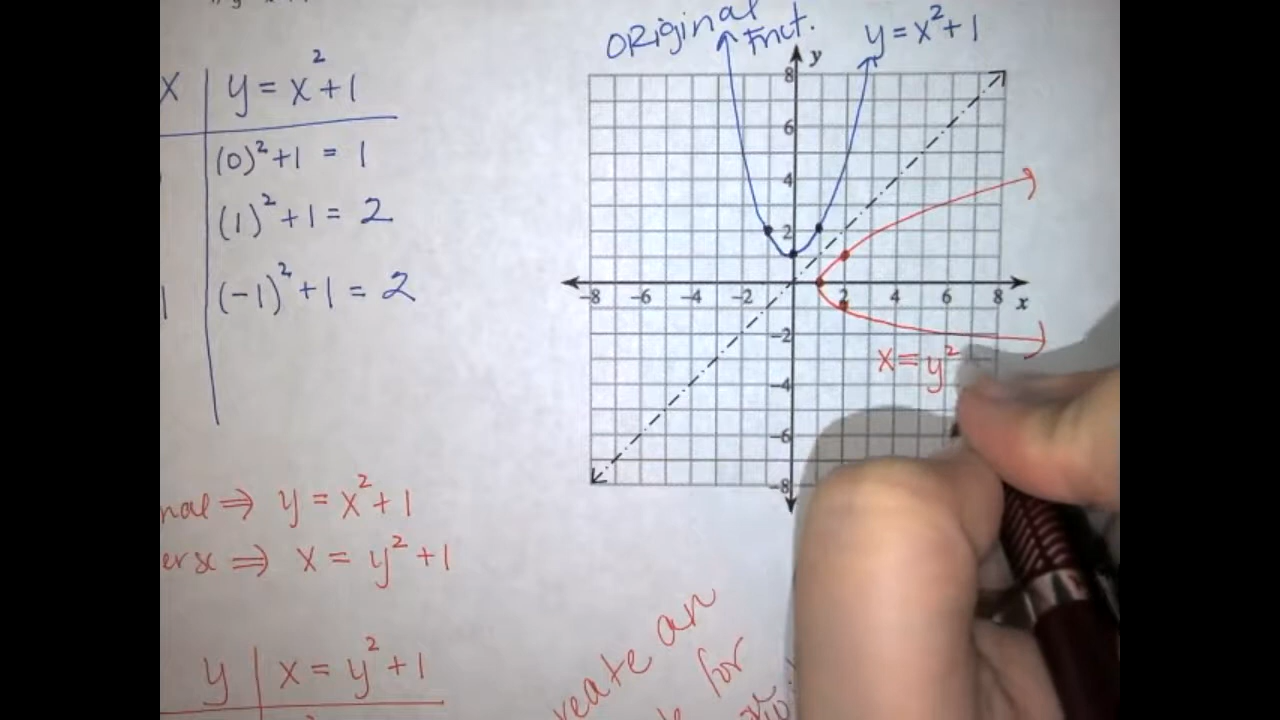 x | y = x² + 1
(0)² + 1 = 1
(1)² + 1 = 2
(-1)² + 1 = 2
nal ⇒ y = x² + 1
erse ⇒ x = y² + 1
y | x = y² + 1
reate an
for
ORiginal
Fnct.
y = x² + 1
y
8
6
4
2
-8 -6 -4 -2 2 4 6 8 x
-2
-4
-6
-8
x = y²